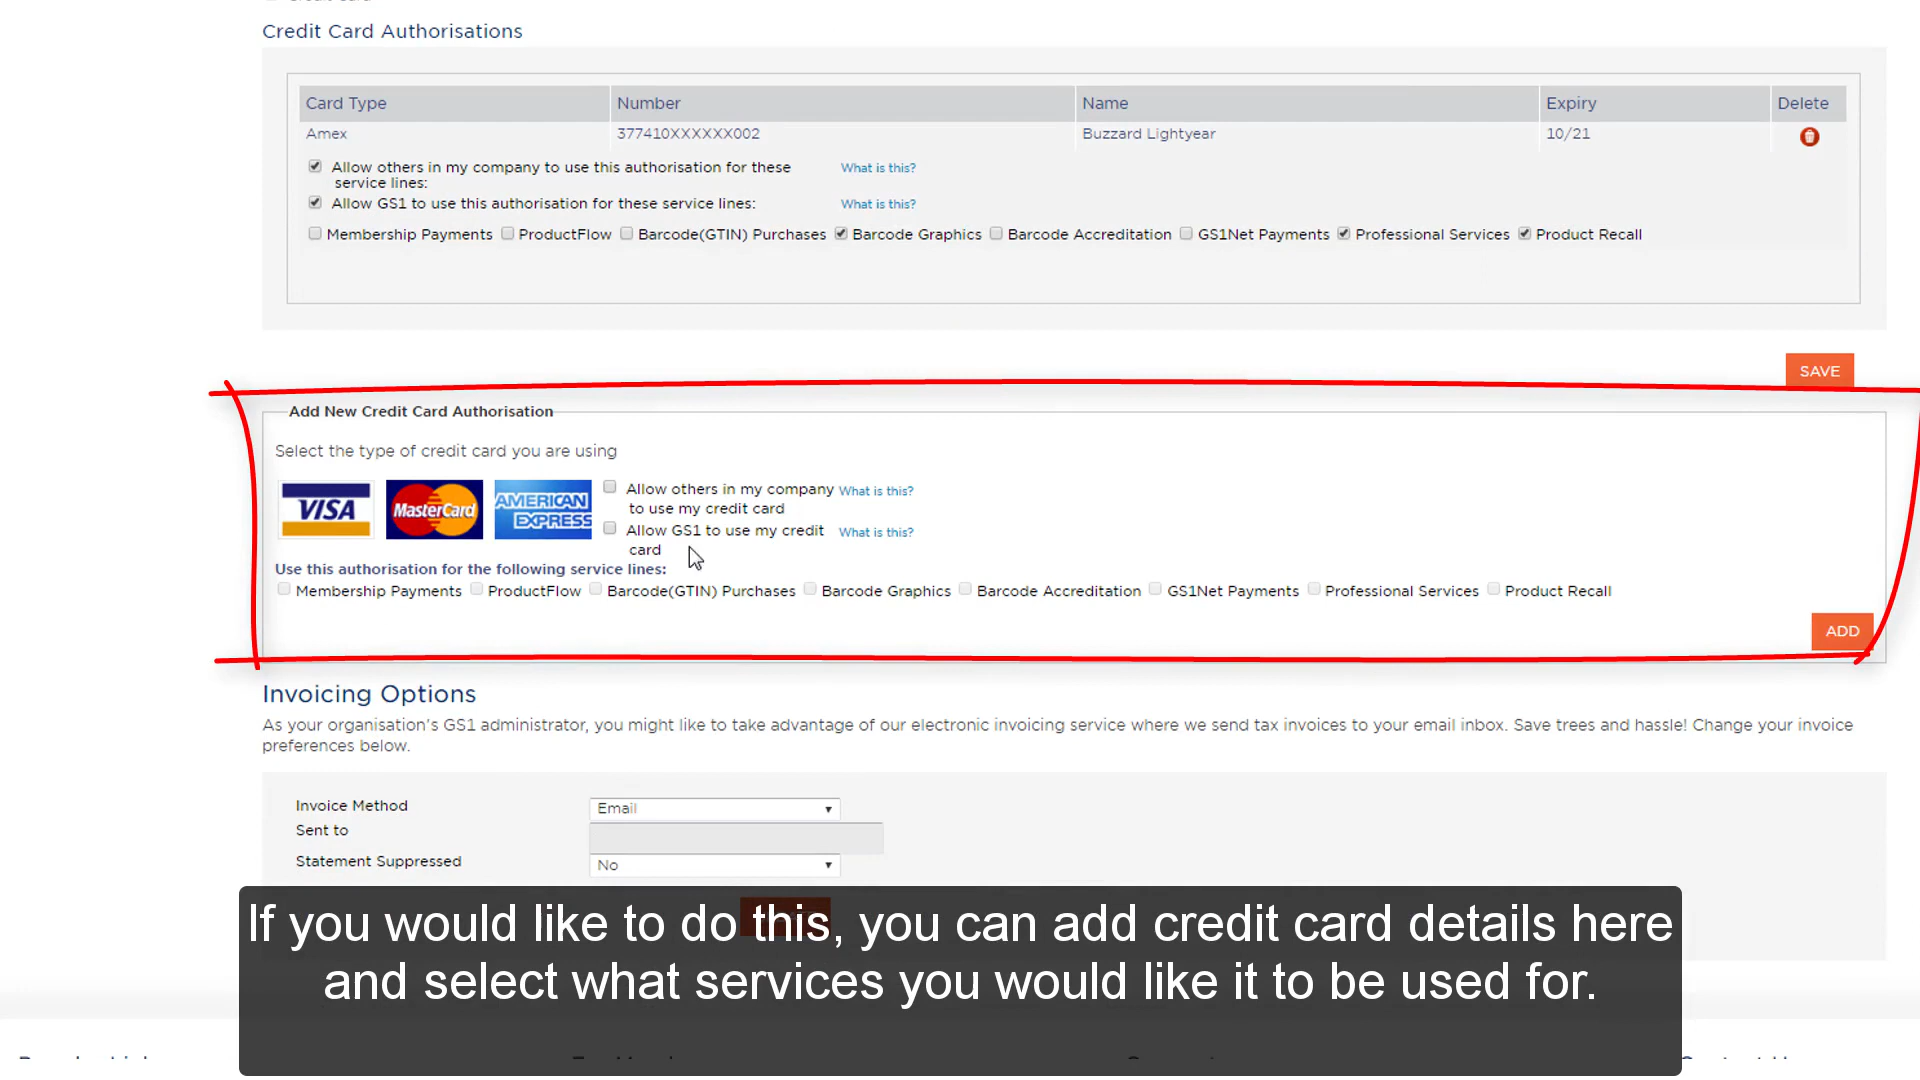 Credit Card Authorisations
Card Type Number Name Expiry Delete
Amex 377410XXXXXX002 Buzzard Lightyear 10/21
Allow others in my company to use this authorisation for these What is this?
service lines:
Allow GS1 to use this authorisation for these service lines: What is this?
Membership Payments ProductFlow Barcode(GTIN) Purchases Barcode Graphics Barcode Accreditation GS1Net Payments Professional Services Product Recall
SAVE
Add New Credit Card Authorisation
Select the type of credit card you are using
VISA MasterCard AMERICAN EXPRESS
Allow others in my company What is this?
to use my credit card
Allow GS1 to use my credit What is this?
card
Use this authorisation for the following service lines:
Membership Payments ProductFlow Barcode(GTIN) Purchases Barcode Graphics Barcode Accreditation GS1Net Payments Professional Services Product Recall
ADD
Invoicing Options
As your organisation's GS1 administrator, you might like to take advantage of our electronic invoicing service where we send tax invoices to your email inbox. Save trees and hassle! Change your invoice
preferences below.
Invoice Method Email
Sent to
Statement Suppressed No
If you would like to do this, you can add credit card details here
and select what services you would like it to be used for.